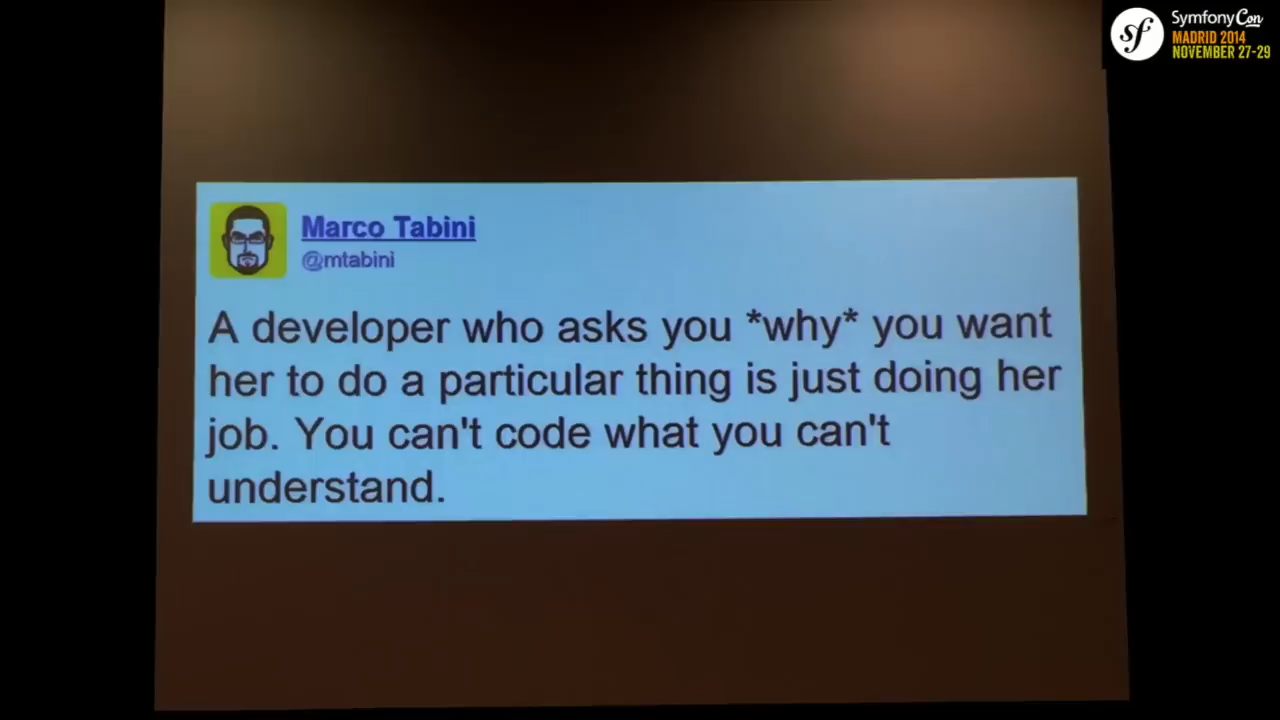 SymfonyCon
MADRID 2014
NOVEMBER 27-29
Marco Tabini
@mtabini
A developer who asks you *why* you want
her to do a particular thing is just doing her
job. You can't code what you can't
understand.